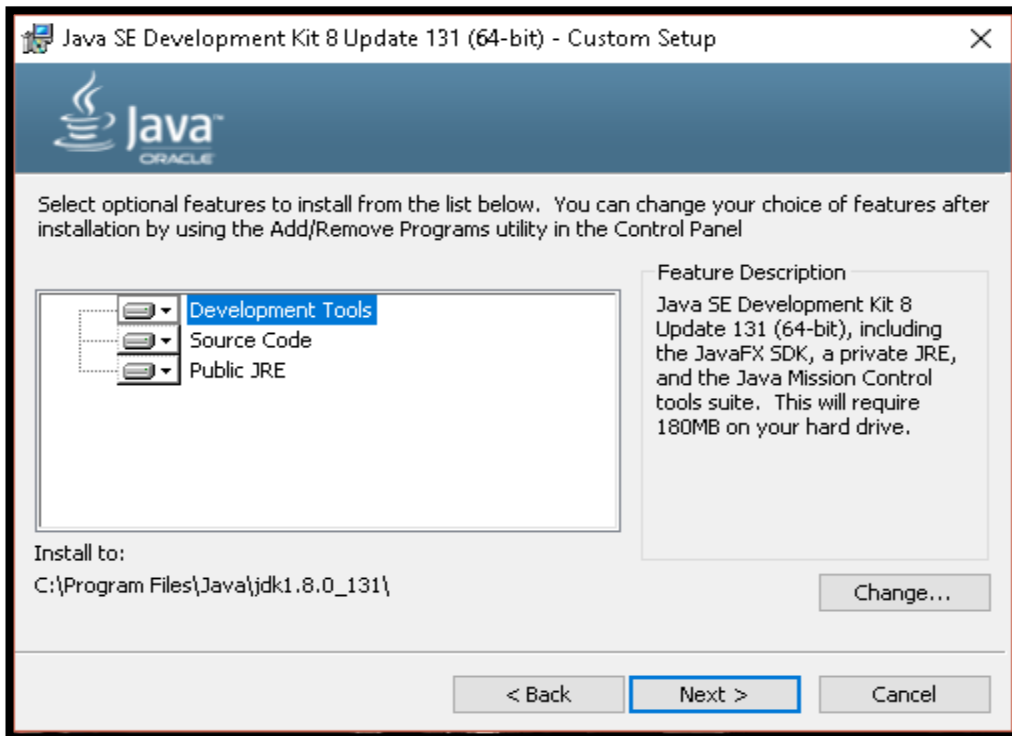 Java SE Development Kit 8 Update 131 (64-bit) - Custom Setup
Java™
ORACLE
Select optional features to install from the list below.  You can change your choice of features after
installation by using the Add/Remove Programs utility in the Control Panel
Development Tools
Source Code
Public JRE
Feature Description
Java SE Development Kit 8
Update 131 (64-bit), including
the JavaFX SDK, a private JRE,
and the Java Mission Control
tools suite.  This will require
180MB on your hard drive.
Install to:
C:\Program Files\Java\jdk1.8.0_131\
Change...
< Back
Next >
Cancel